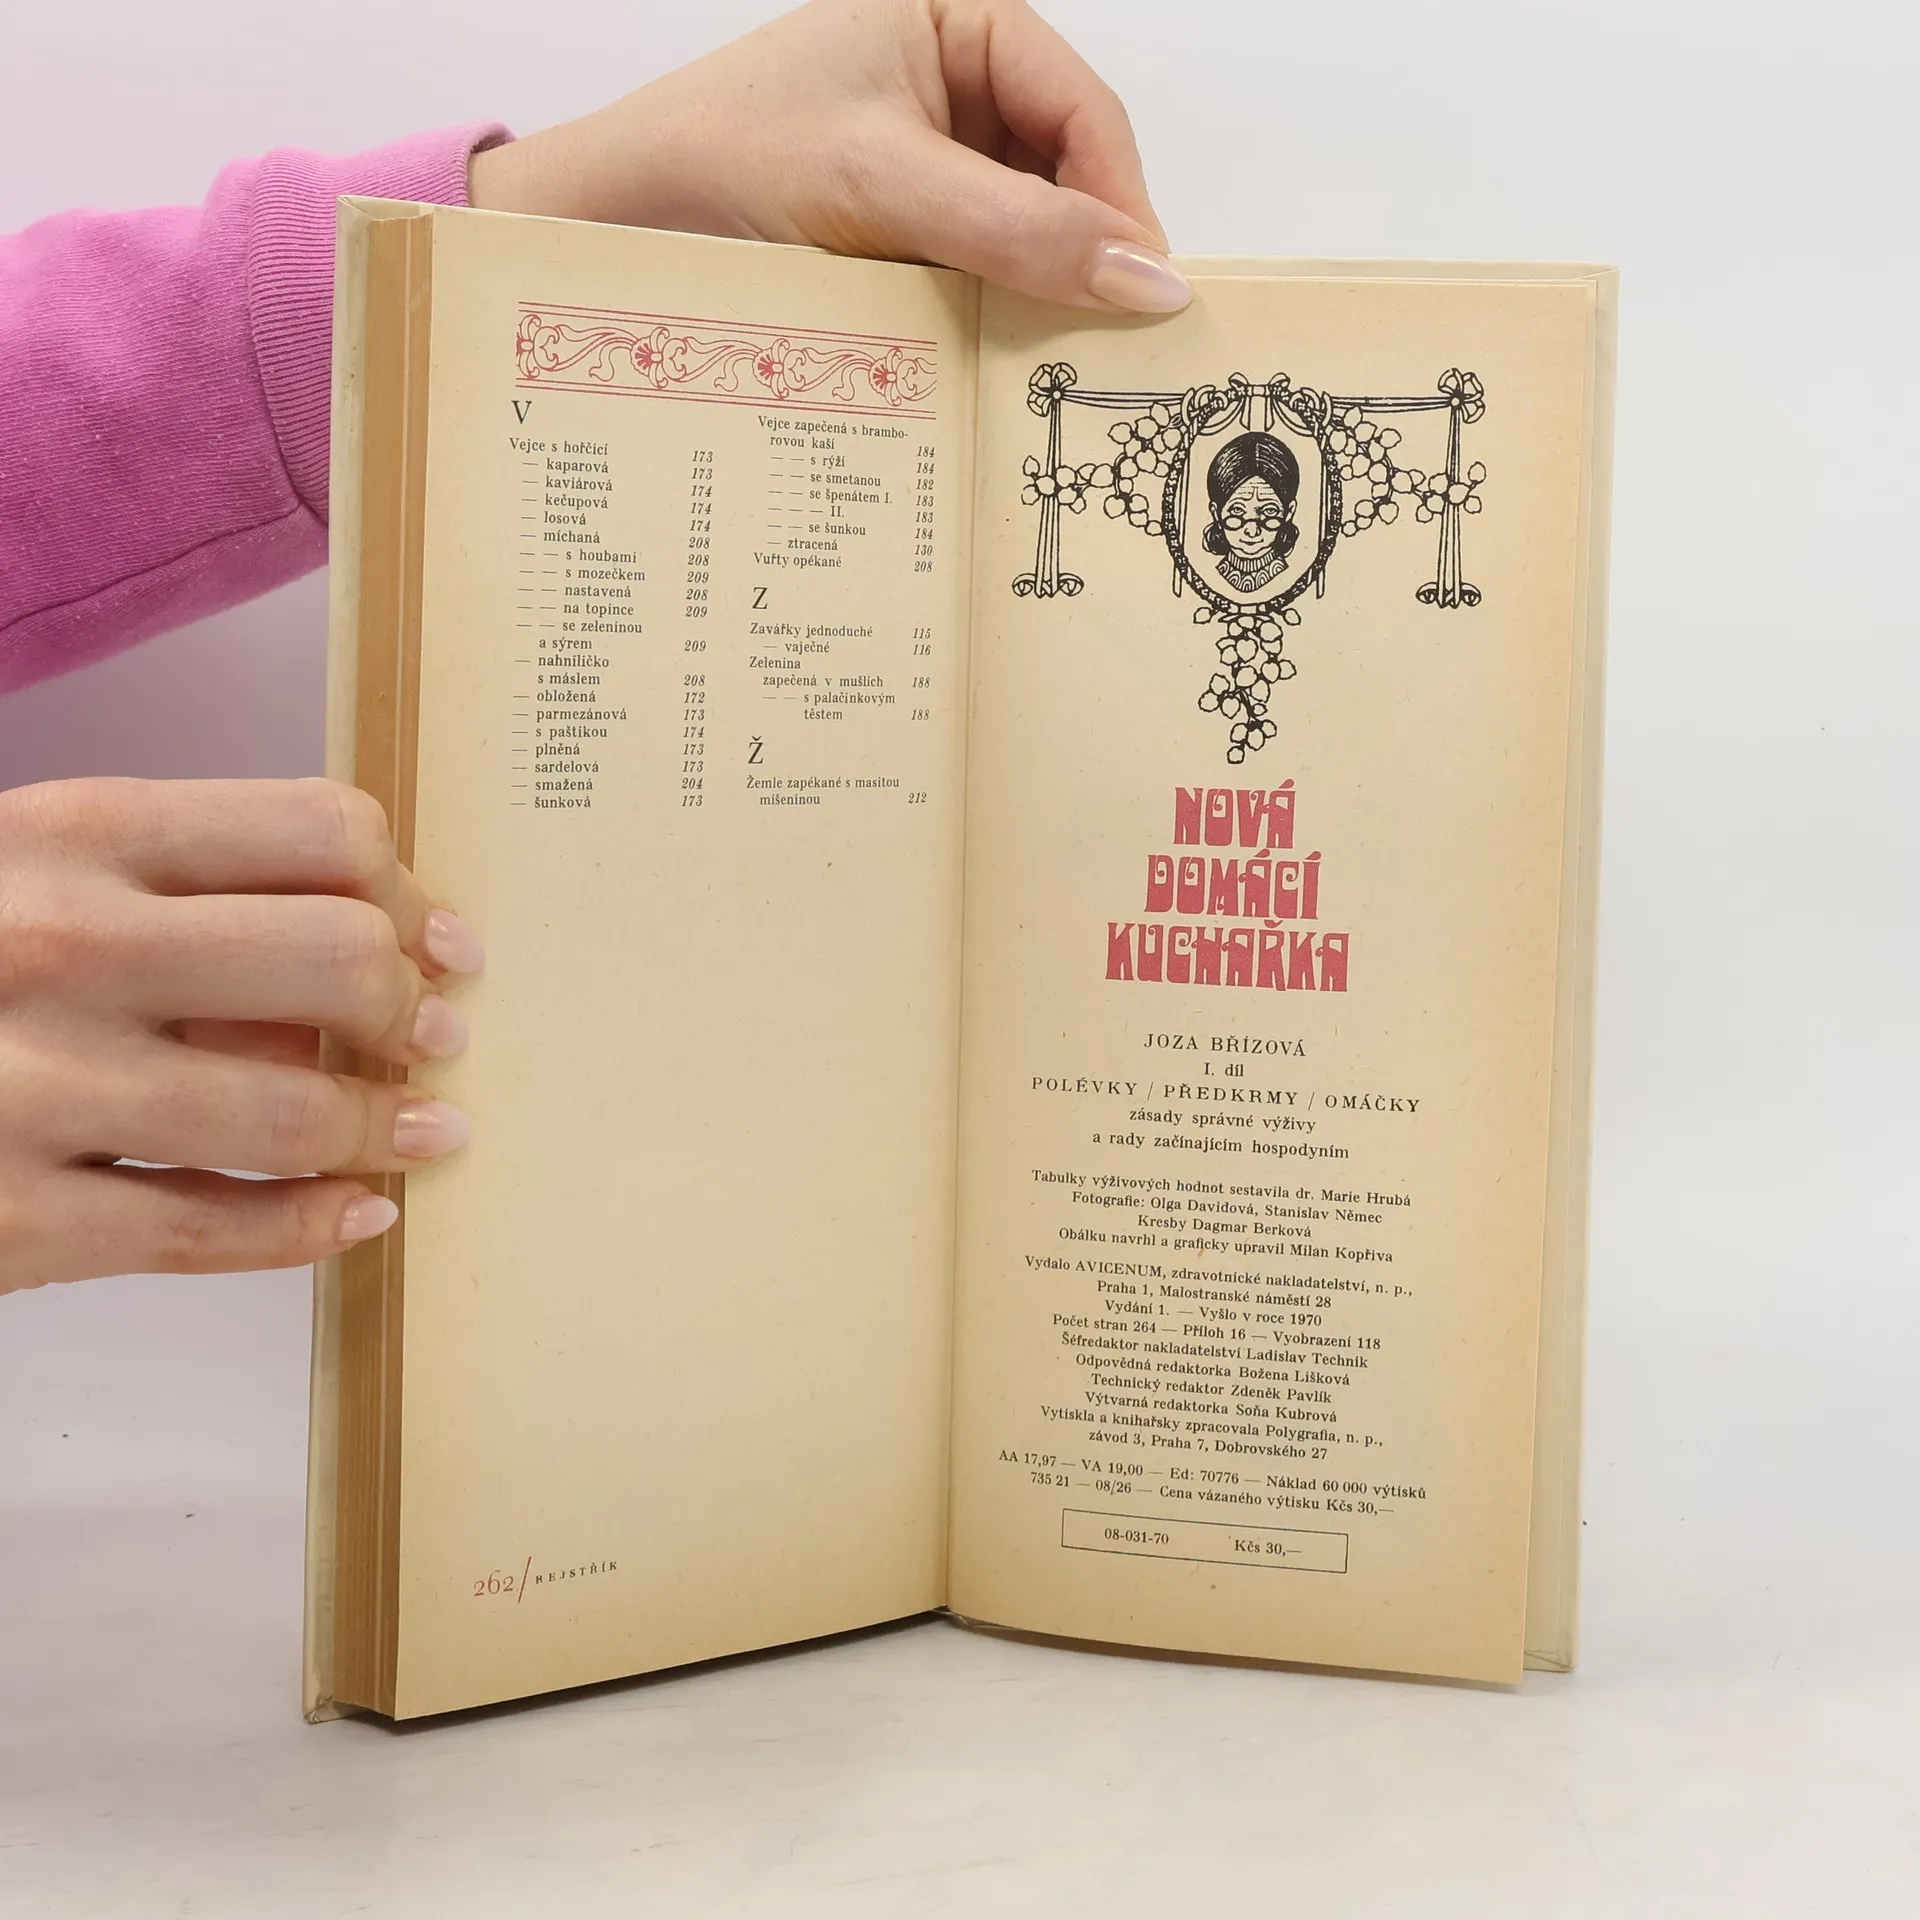 V
Vejce s hořčicí 173
— kaparová 173
— kaviárová 174
— kečupová 174
— losová 174
— míchaná 208
— — s houbami 208
— — s mozečkem 209
— — nastavená 208
— — na topince 209
— — se zeleninou
a sýrem 209
— nahniličko
s máslem 208
— obložená 172
— parmezánová 173
— s paštikou 174
— plněná 173
— sardelová 173
— smažená 204
— šunková 173
Vejce zapečená s brambo-
rovou kaší 184
— — s rýží 184
— — se smetanou 182
— — se špenátem I. 183
— — — II. 183
— — se šunkou 184
— ztracená 130
Vuřty opékané 208
Z
Zavářky jednoduché 115
— vaječné 116
Zelenina
zapečená v mušlích 188
— — s palačinkovým
těstem 188
Ž
Žemle zapékané s masitou
míšeninou 212
262/REJSTŘÍK
NOVÁ
DOMÁCÍ
KUCHAŘKA
JOZA BŘÍZOVÁ
I. díl
POLÉVKY / PŘEDKRMY / OMÁČKY
zásady správné výživy
a rady začínajícím hospodyním
Tabulky výživových hodnot sestavila dr. Marie Hrubá
Fotografie: Olga Davidová, Stanislav Němec
Kresby Dagmar Berková
Obálku navrhl a graficky upravil Milan Kopřiva
Vydalo AVICENUM, zdravotnické nakladatelství, n. p.,
Praha 1, Malostranské náměstí 28
Vydání 1. — Vyšlo v roce 1970
Počet stran 264 — Příloh 16 — Vyobrazení 118
Šéfredaktor nakladatelství Ladislav Technik
Odpovědná redaktorka Božena Lišková
Technický redaktor Zdeněk Pavlík
Výtvarná redaktorka Soňa Kubrová
Vytiskla a knihařsky zpracovala Polygrafia, n. p.,
závod 3, Praha 7, Dobrovského 27
AA 17,97 — VA 19,00 — Ed: 70776 — Náklad 60 000 výtisků
735 21 — 08/26 — Cena vázaného výtisku Kčs 30,—
08-031-70 Kčs 30,—